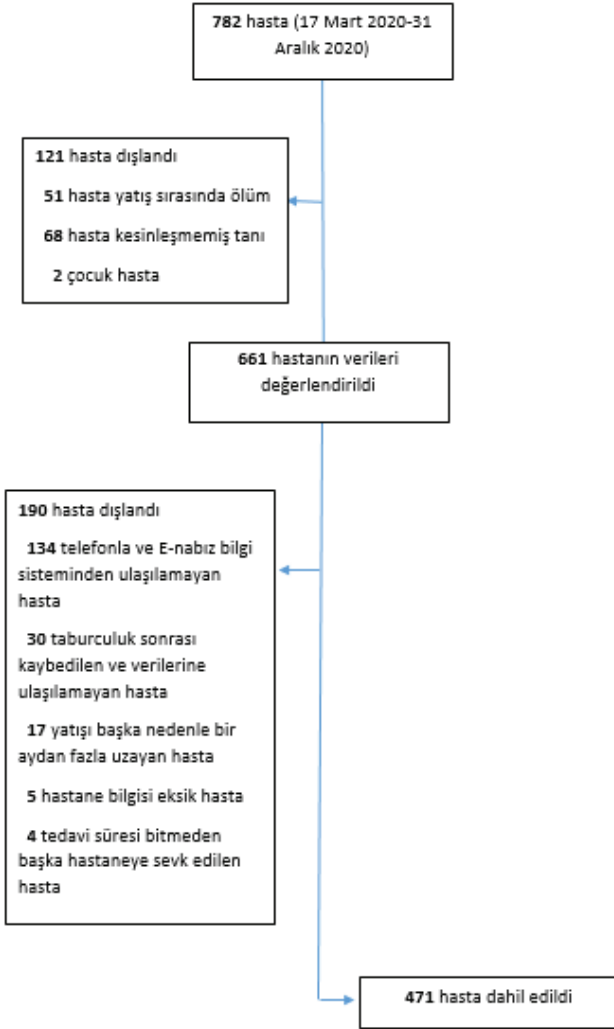 782 hasta (17 Mart 2020-31
Aralık 2020)
121 hasta dışlandı
51 hasta yatış sırasında ölüm
68 hasta kesinleşmemiş tanı
2 çocuk hasta
661 hastanın verileri
değerlendirildi
190 hasta dışlandı
134 telefonla ve E-nabız bilgi
sisteminden ulaşılamayan
hasta
30 taburculuk sonrası
kaybedilen ve verilerine
ulaşılamayan hasta
17 yatışı başka nedenle bir
aydan fazla uzayan hasta
5 hastane bilgisi eksik hasta
4 tedavi süresi bitmeden
başka hastaneye sevk edilen
hasta
471 hasta dahil edildi